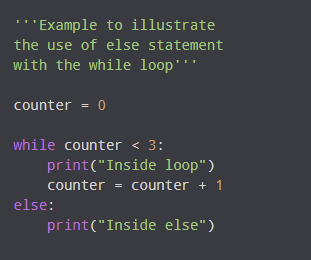 '''Example to illustrate
the use of else statement
with the while loop'''

counter = 0

while counter < 3:
    print("Inside loop")
    counter = counter + 1
else:
    print("Inside else")